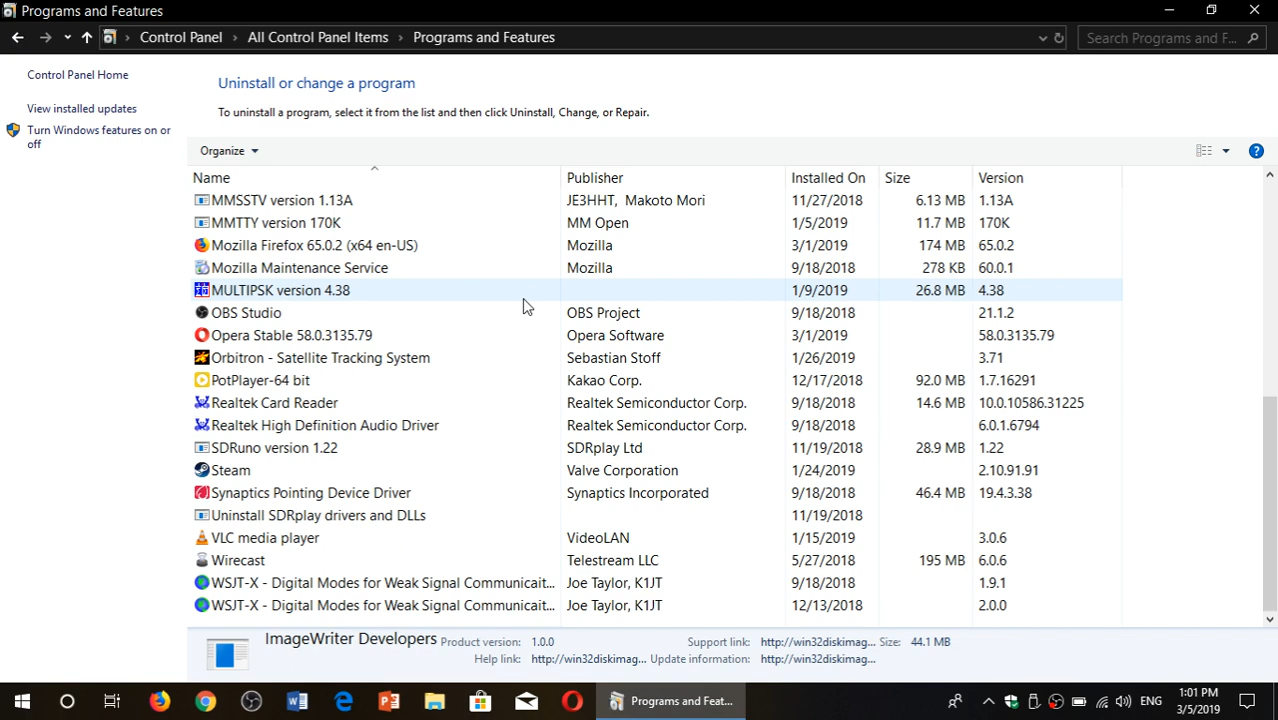 Programs and Features
Control Panel > All Control Panel Items > Programs and Features
Search Programs and F...
Control Panel Home
View installed updates
Turn Windows features on or
off
Uninstall or change a program
To uninstall a program, select it from the list and then click Uninstall, Change, or Repair.
Organize
Name Publisher Installed On Size Version
MMSSTV version 1.13A JE3HHT, Makoto Mori 11/27/2018 6.13 MB 1.13A
MMTTY version 170K MM Open 1/5/2019 11.7 MB 170K
Mozilla Firefox 65.0.2 (x64 en-US) Mozilla 3/1/2019 174 MB 65.0.2
Mozilla Maintenance Service Mozilla 9/18/2018 278 KB 60.0.1
MULTIPSK version 4.38 1/9/2019 26.8 MB 4.38
OBS Studio OBS Project 9/18/2018 21.1.2
Opera Stable 58.0.3135.79 Opera Software 3/1/2019 58.0.3135.79
Orbitron - Satellite Tracking System Sebastian Stoff 1/26/2019 3.71
PotPlayer-64 bit Kakao Corp. 12/17/2018 92.0 MB 1.7.16291
Realtek Card Reader Realtek Semiconductor Corp. 9/18/2018 14.6 MB 10.0.10586.31225
Realtek High Definition Audio Driver Realtek Semiconductor Corp. 9/18/2018 6.0.1.6794
SDRuno version 1.22 SDRplay Ltd 11/19/2018 28.9 MB 1.22
Steam Valve Corporation 1/24/2019 2.10.91.91
Synaptics Pointing Device Driver Synaptics Incorporated 9/18/2018 46.4 MB 19.4.3.38
Uninstall SDRplay drivers and DLLs 11/19/2018
VLC media player VideoLAN 1/15/2019 3.0.6
Wirecast Telestream LLC 5/27/2018 195 MB 6.0.6
WSJT-X - Digital Modes for Weak Signal Communicait... Joe Taylor, K1JT 9/18/2018 1.9.1
WSJT-X - Digital Modes for Weak Signal Communicait... Joe Taylor, K1JT 12/13/2018 2.0.0
ImageWriter Developers Product version: 1.0.0 Support link: http://win32diskimag... Size: 44.1 MB
Help link: http://win32diskimag... Update information: http://win32diskimag...
Programs and Feat...
ENG
1:01 PM
3/5/2019